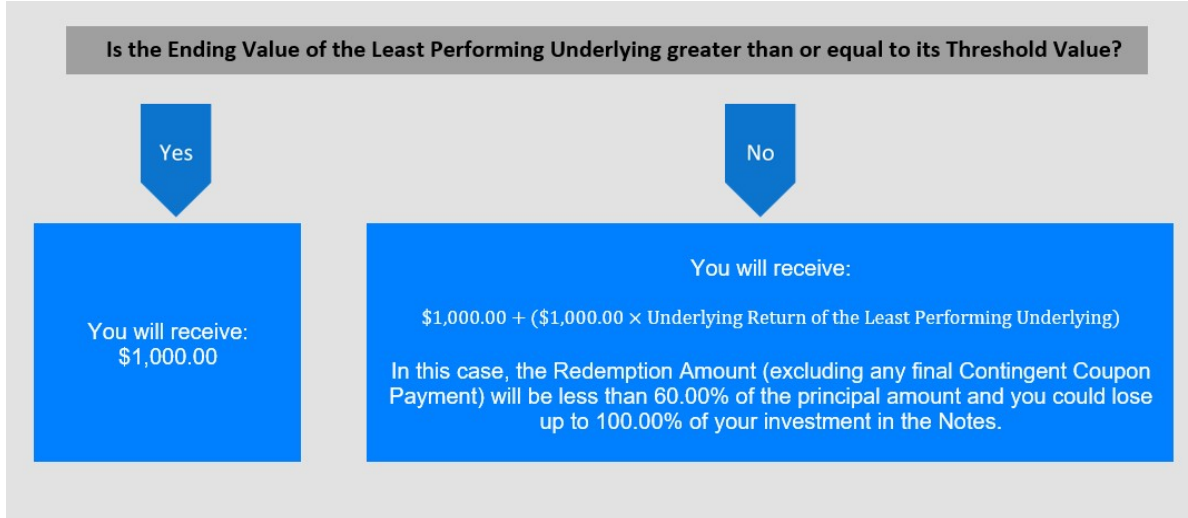 Is the Ending Value of the Least Performing Underlying greater than or equal to its Threshold Value?
Yes
No
You will receive:
$1,000.00
You will receive:
$1,000.00 + ($1,000.00 × Underlying Return of the Least Performing Underlying)
In this case, the Redemption Amount (excluding any final Contingent Coupon
Payment) will be less than 60.00% of the principal amount and you could lose
up to 100.00% of your investment in the Notes.